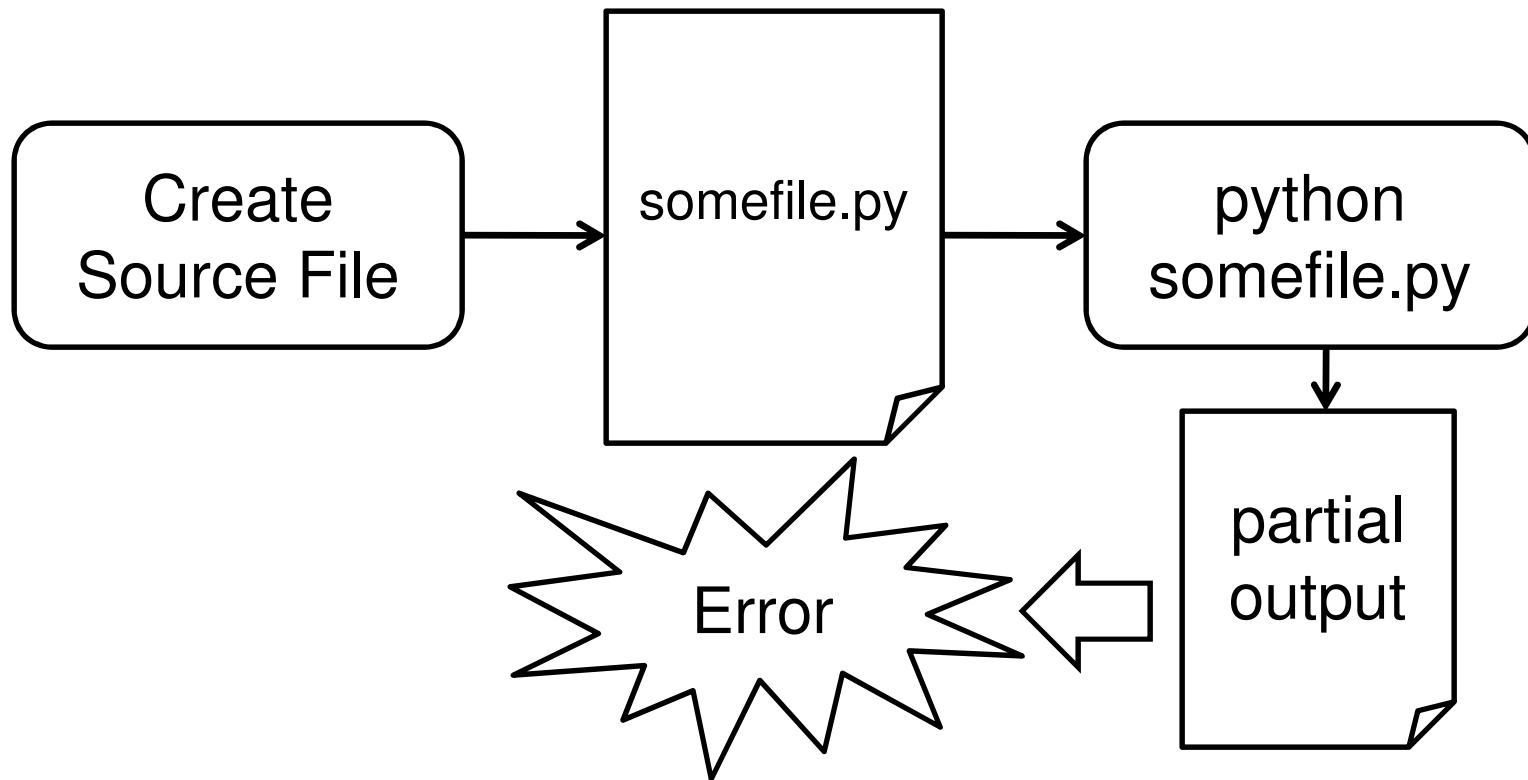 Create
Source File
somefile.py
python
somefile.py
partial
output
Error